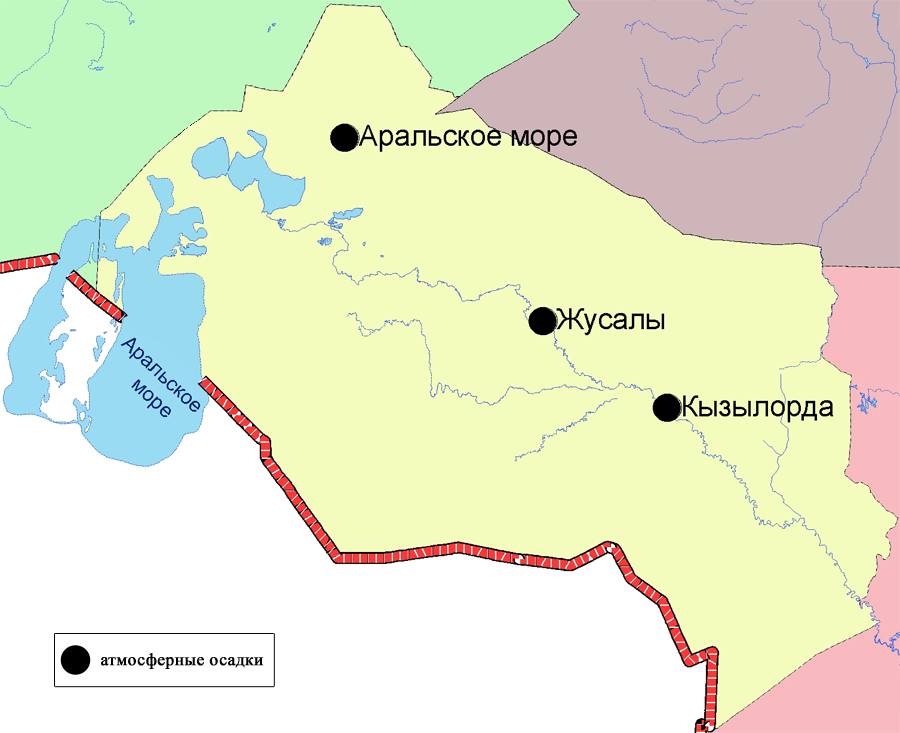 Аральское море
Жусалы
Аральское
море
Кызылорда
атмосферные осадки